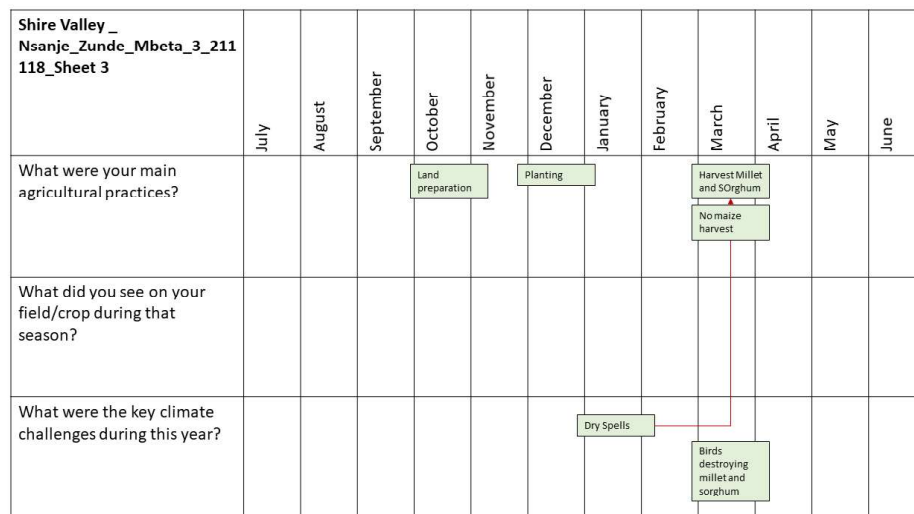 Shire Valley _
Nsanje_Zunde_Mbeta_3_211
118_Sheet 3
July
August
September
October
November
December
January
February
March
April
May
June
What were your main
agricultural practices?
Land
preparation
Planting
Harvest Millet
and SOrghum
No maize
harvest
What did you see on your
field/crop during that
season?
What were the key climate
challenges during this year?
Dry Spells
Birds
destroying
millet and
sorghum